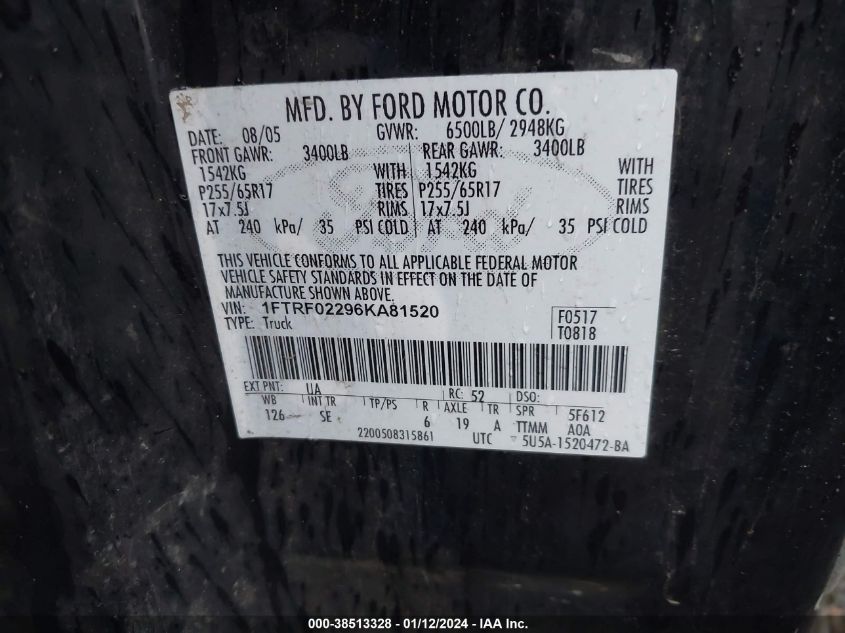 MFD. BY FORD MOTOR CO.
DATE: 08/05 GVWR: 6500LB/ 2948KG
FRONT GAWR: 3400LB REAR GAWR: 3400LB
1542KG WITH 1542KG WITH
P255/65R17 TIRES P255/65R17 TIRES
17x7.5J RIMS 17x7.5J RIMS
AT 240 kPa/ 35 PSI COLD AT 240 kPa/ 35 PSI COLD
THIS VEHICLE CONFORMS TO ALL APPLICABLE FEDERAL MOTOR
VEHICLE SAFETY STANDARDS IN EFFECT ON THE DATE OF
MANUFACTURE SHOWN ABOVE.
VIN: 1FTRF02296KA81520 F0517
TYPE: Truck T0818
EXT PNT: UA RC: 52 DSO:
WB INT TR TP/PS R AXLE TR SPR 5F612
126 SE 6 19 A TTMM A0A
2200508315861 UTC 5U5A-1520472-BA
000-38513328 - 01/12/2024 - IAA Inc.